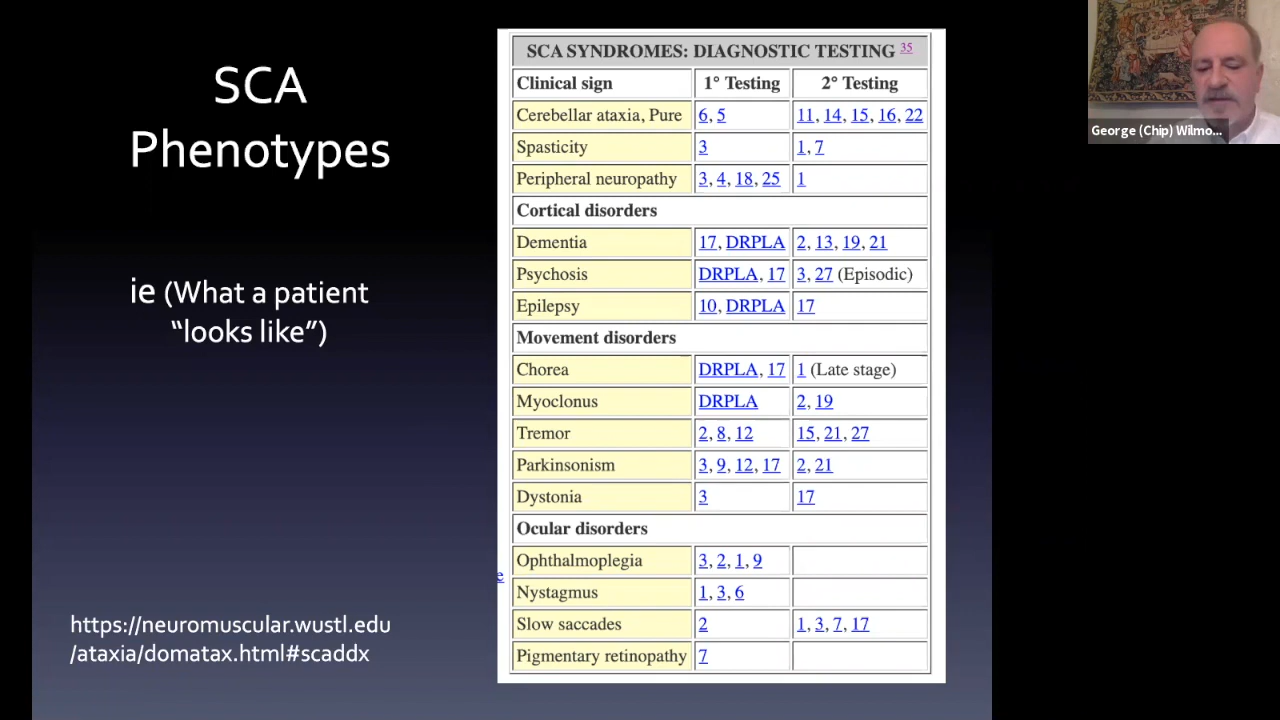 SCA
Phenotypes
ie (What a patient
“looks like”)
https://neuromuscular.wustl.edu
/ataxia/domatax.html#scaddx
SCA SYNDROMES: DIAGNOSTIC TESTING 35
Clinical sign 1° Testing 2° Testing
Cerebellar ataxia, Pure 6, 5 11, 14, 15, 16, 22
Spasticity 3 1, 7
Peripheral neuropathy 3, 4, 18, 25 1
Cortical disorders
Dementia 17, DRPLA 2, 13, 19, 21
Psychosis DRPLA, 17 3, 27 (Episodic)
Epilepsy 10, DRPLA 17
Movement disorders
Chorea DRPLA, 17 1 (Late stage)
Myoclonus DRPLA 2, 19
Tremor 2, 8, 12 15, 21, 27
Parkinsonism 3, 9, 12, 17 2, 21
Dystonia 3 17
Ocular disorders
Ophthalmoplegia 3, 2, 1, 9
Nystagmus 1, 3, 6
Slow saccades 2 1, 3, 7, 17
Pigmentary retinopathy 7
George (Chip) Wilmo...